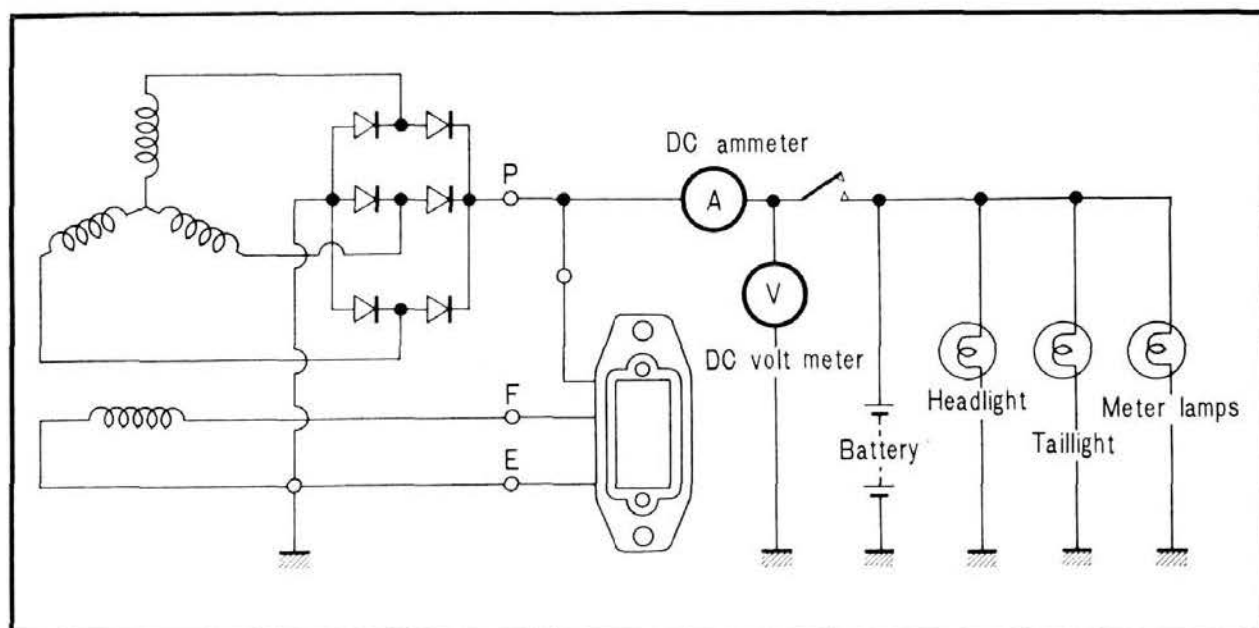 DC ammeter
P
A
V
DC volt meter
F
E
Battery
Headlight
Taillight
Meter lamps